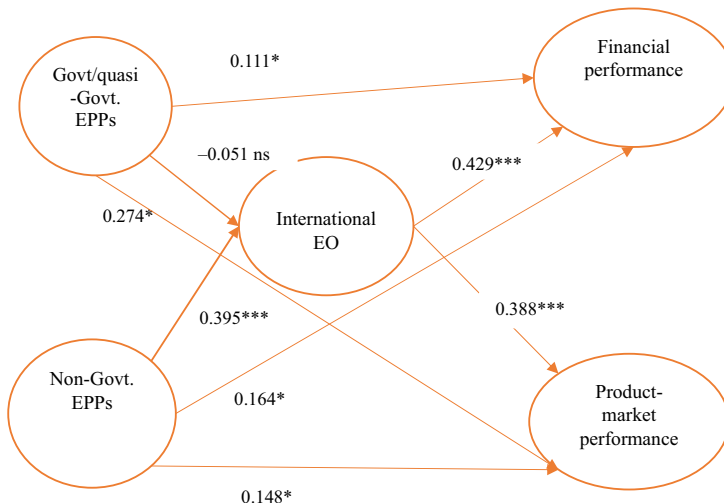 Govt/quasi
-Govt.
EPPs
0.111*
Financial
performance
–0.051 ns
0.429***
International
EO
0.274*
0.395***
0.388***
Non-Govt.
EPPs
0.164*
Product-
market
performance
0.148*